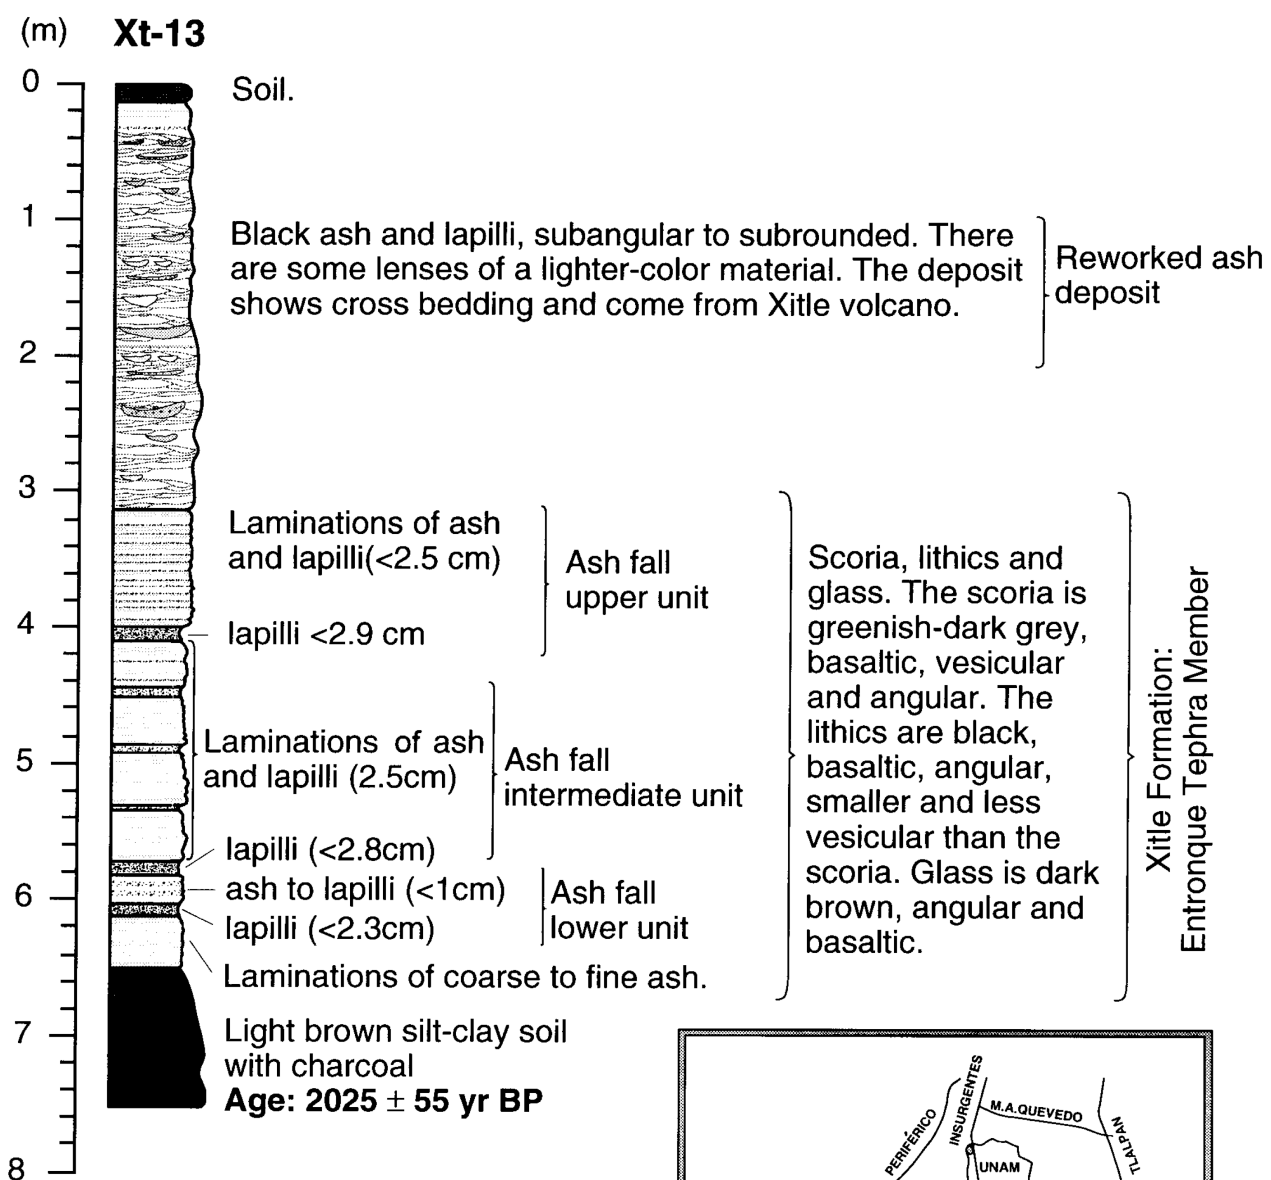 (m) Xt-13
0
Soil.
1
Black ash and lapilli, subangular to subrounded. There
are some lenses of a lighter-color material. The deposit
shows cross bedding and come from Xitle volcano.
Reworked ash
deposit
2
3
Laminations of ash
and lapilli(<2.5 cm)
Ash fall
upper unit
4
lapilli <2.9 cm
Laminations of ash
and lapilli (2.5cm)
5
Ash fall
intermediate unit
lapilli (<2.8cm)
6
ash to lapilli (<1cm)
lapilli (<2.3cm)
Ash fall
lower unit
Laminations of coarse to fine ash.
Scoria, lithics and
glass. The scoria is
greenish-dark grey,
basaltic, vesicular
and angular. The
lithics are black,
basaltic, angular,
smaller and less
vesicular than the
scoria. Glass is dark
brown, angular and
basaltic.
Xitle Formation:
Entronque Tephra Member
7
Light brown silt-clay soil
with charcoal
Age: 2025 ± 55 yr BP
8
PERIFÉRICO
INSURGENTES
M.A.QUEVEDO
TLALPAN
UNAM